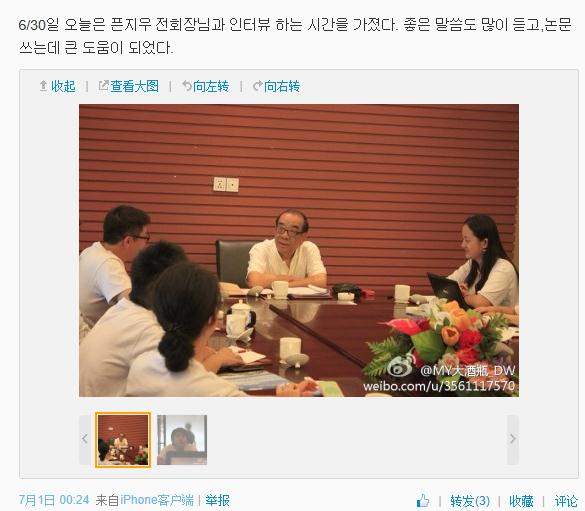 6/30일 오늘은 픈지우 전회장님과 인터뷰 하는 시간을 가졌다. 좋은 말씀도 많이 듣고,논문
쓰는데 큰 도움이 되었다.
收起 | 查看大图 | 向左转 | 向右转
@MY大酒瓶_DW
weibo.com/u/3561117570
7月1日 00:24 来自iPhone客户端 | 举报 | 转发(3) | 收藏 | 评论